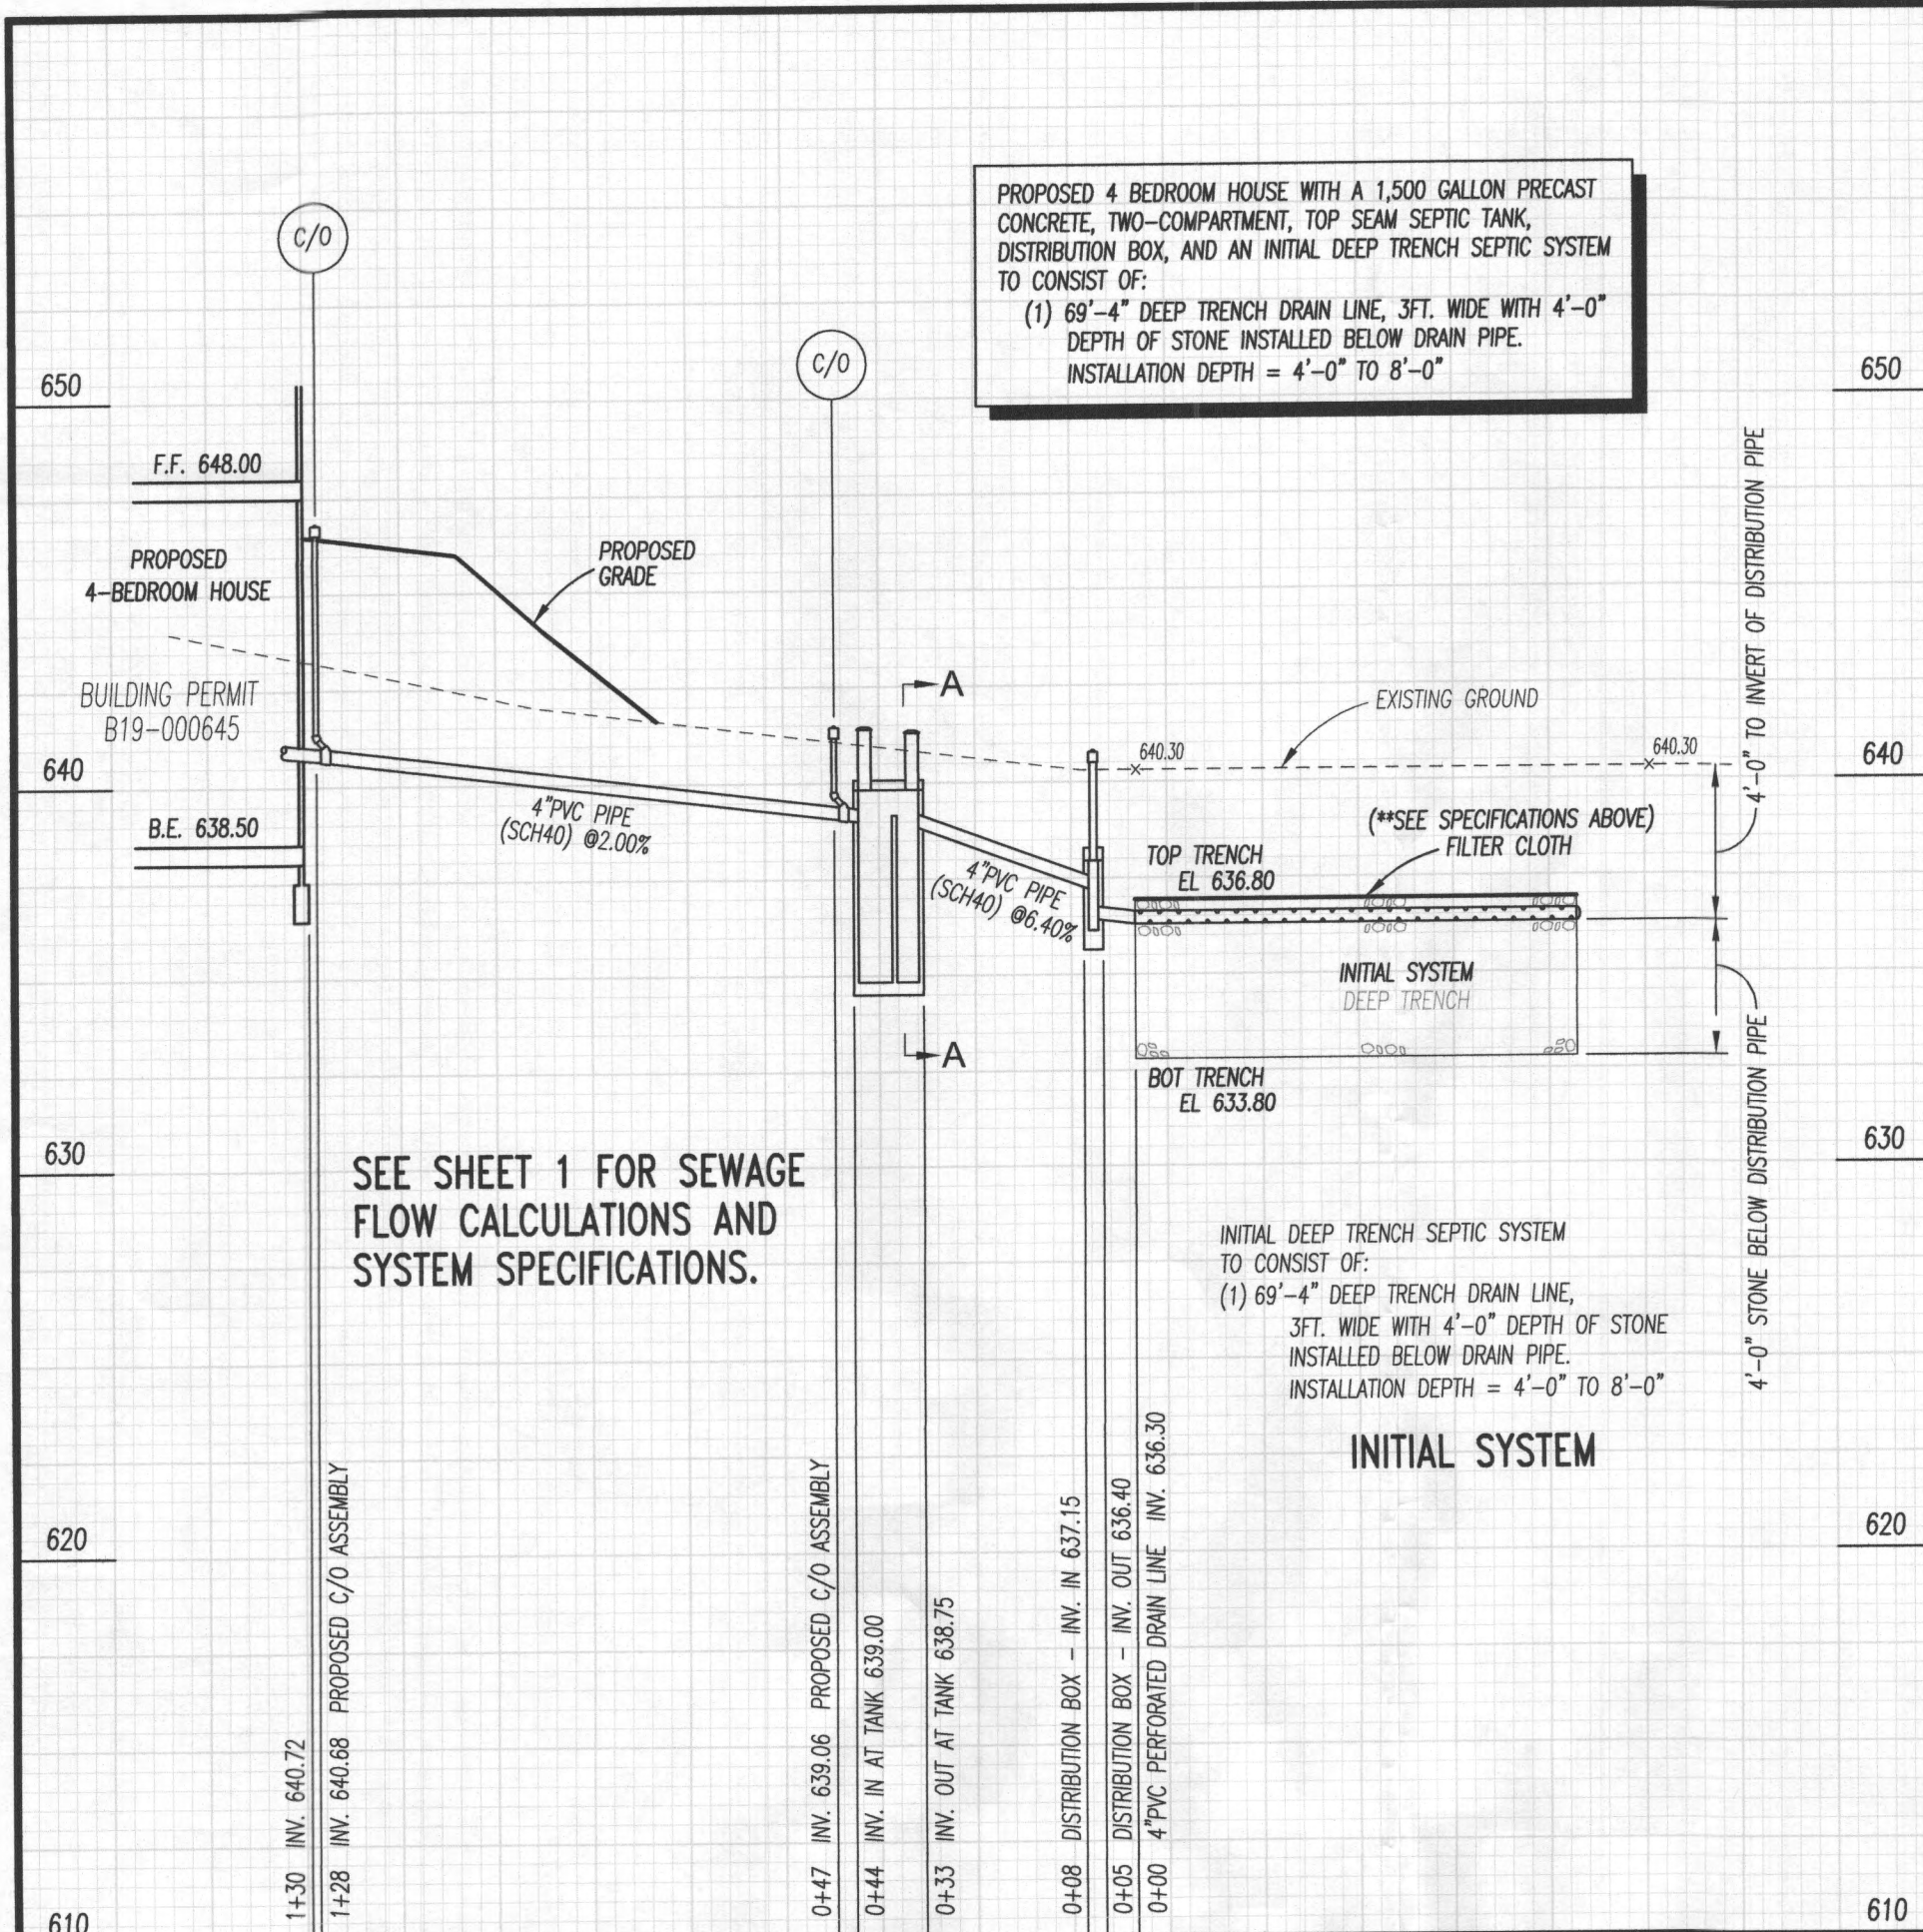 PROPOSED 4 BEDROOM HOUSE WITH A 1,500 GALLON PRECAST
CONCRETE, TWO-COMPARTMENT, TOP SEAM SEPTIC TANK,
DISTRIBUTION BOX, AND AN INITIAL DEEP TRENCH SEPTIC SYSTEM
TO CONSIST OF:
(1) 69'-4" DEEP TRENCH DRAIN LINE, 3FT. WIDE WITH 4'-0"
DEPTH OF STONE INSTALLED BELOW DRAIN PIPE.
INSTALLATION DEPTH = 4'-0" TO 8'-0"
C/O
C/O
650
650
F.F. 648.00
PROPOSED
4-BEDROOM HOUSE
PROPOSED
GRADE
BUILDING PERMIT
B19-000645
A
EXISTING GROUND
640
640.30
640.30
640
4'-0" TO INVERT OF DISTRIBUTION PIPE
B.E. 638.50
4"PVC PIPE
(SCH40) @2.00%
4"PVC PIPE
(SCH40) @6.40%
(**SEE SPECIFICATIONS ABOVE)
FILTER CLOTH
TOP TRENCH
EL 636.80
INITIAL SYSTEM
DEEP TRENCH
A
BOT TRENCH
EL 633.80
4'-0" STONE BELOW DISTRIBUTION PIPE
630
630
SEE SHEET 1 FOR SEWAGE
FLOW CALCULATIONS AND
SYSTEM SPECIFICATIONS.
INITIAL DEEP TRENCH SEPTIC SYSTEM
TO CONSIST OF:
(1) 69'-4" DEEP TRENCH DRAIN LINE,
3FT. WIDE WITH 4'-0" DEPTH OF STONE
INSTALLED BELOW DRAIN PIPE.
INSTALLATION DEPTH = 4'-0" TO 8'-0"
INITIAL SYSTEM
620
620
1+30 INV. 640.72
1+28 INV. 640.68 PROPOSED C/O ASSEMBLY
0+47 INV. 639.06 PROPOSED C/O ASSEMBLY
0+44 INV. IN AT TANK 639.00
0+33 INV. OUT AT TANK 638.75
0+08 DISTRIBUTION BOX - INV. IN 637.15
0+05 DISTRIBUTION BOX - INV. OUT 636.40
0+00 4"PVC PERFORATED DRAIN LINE INV. 636.30
610
610